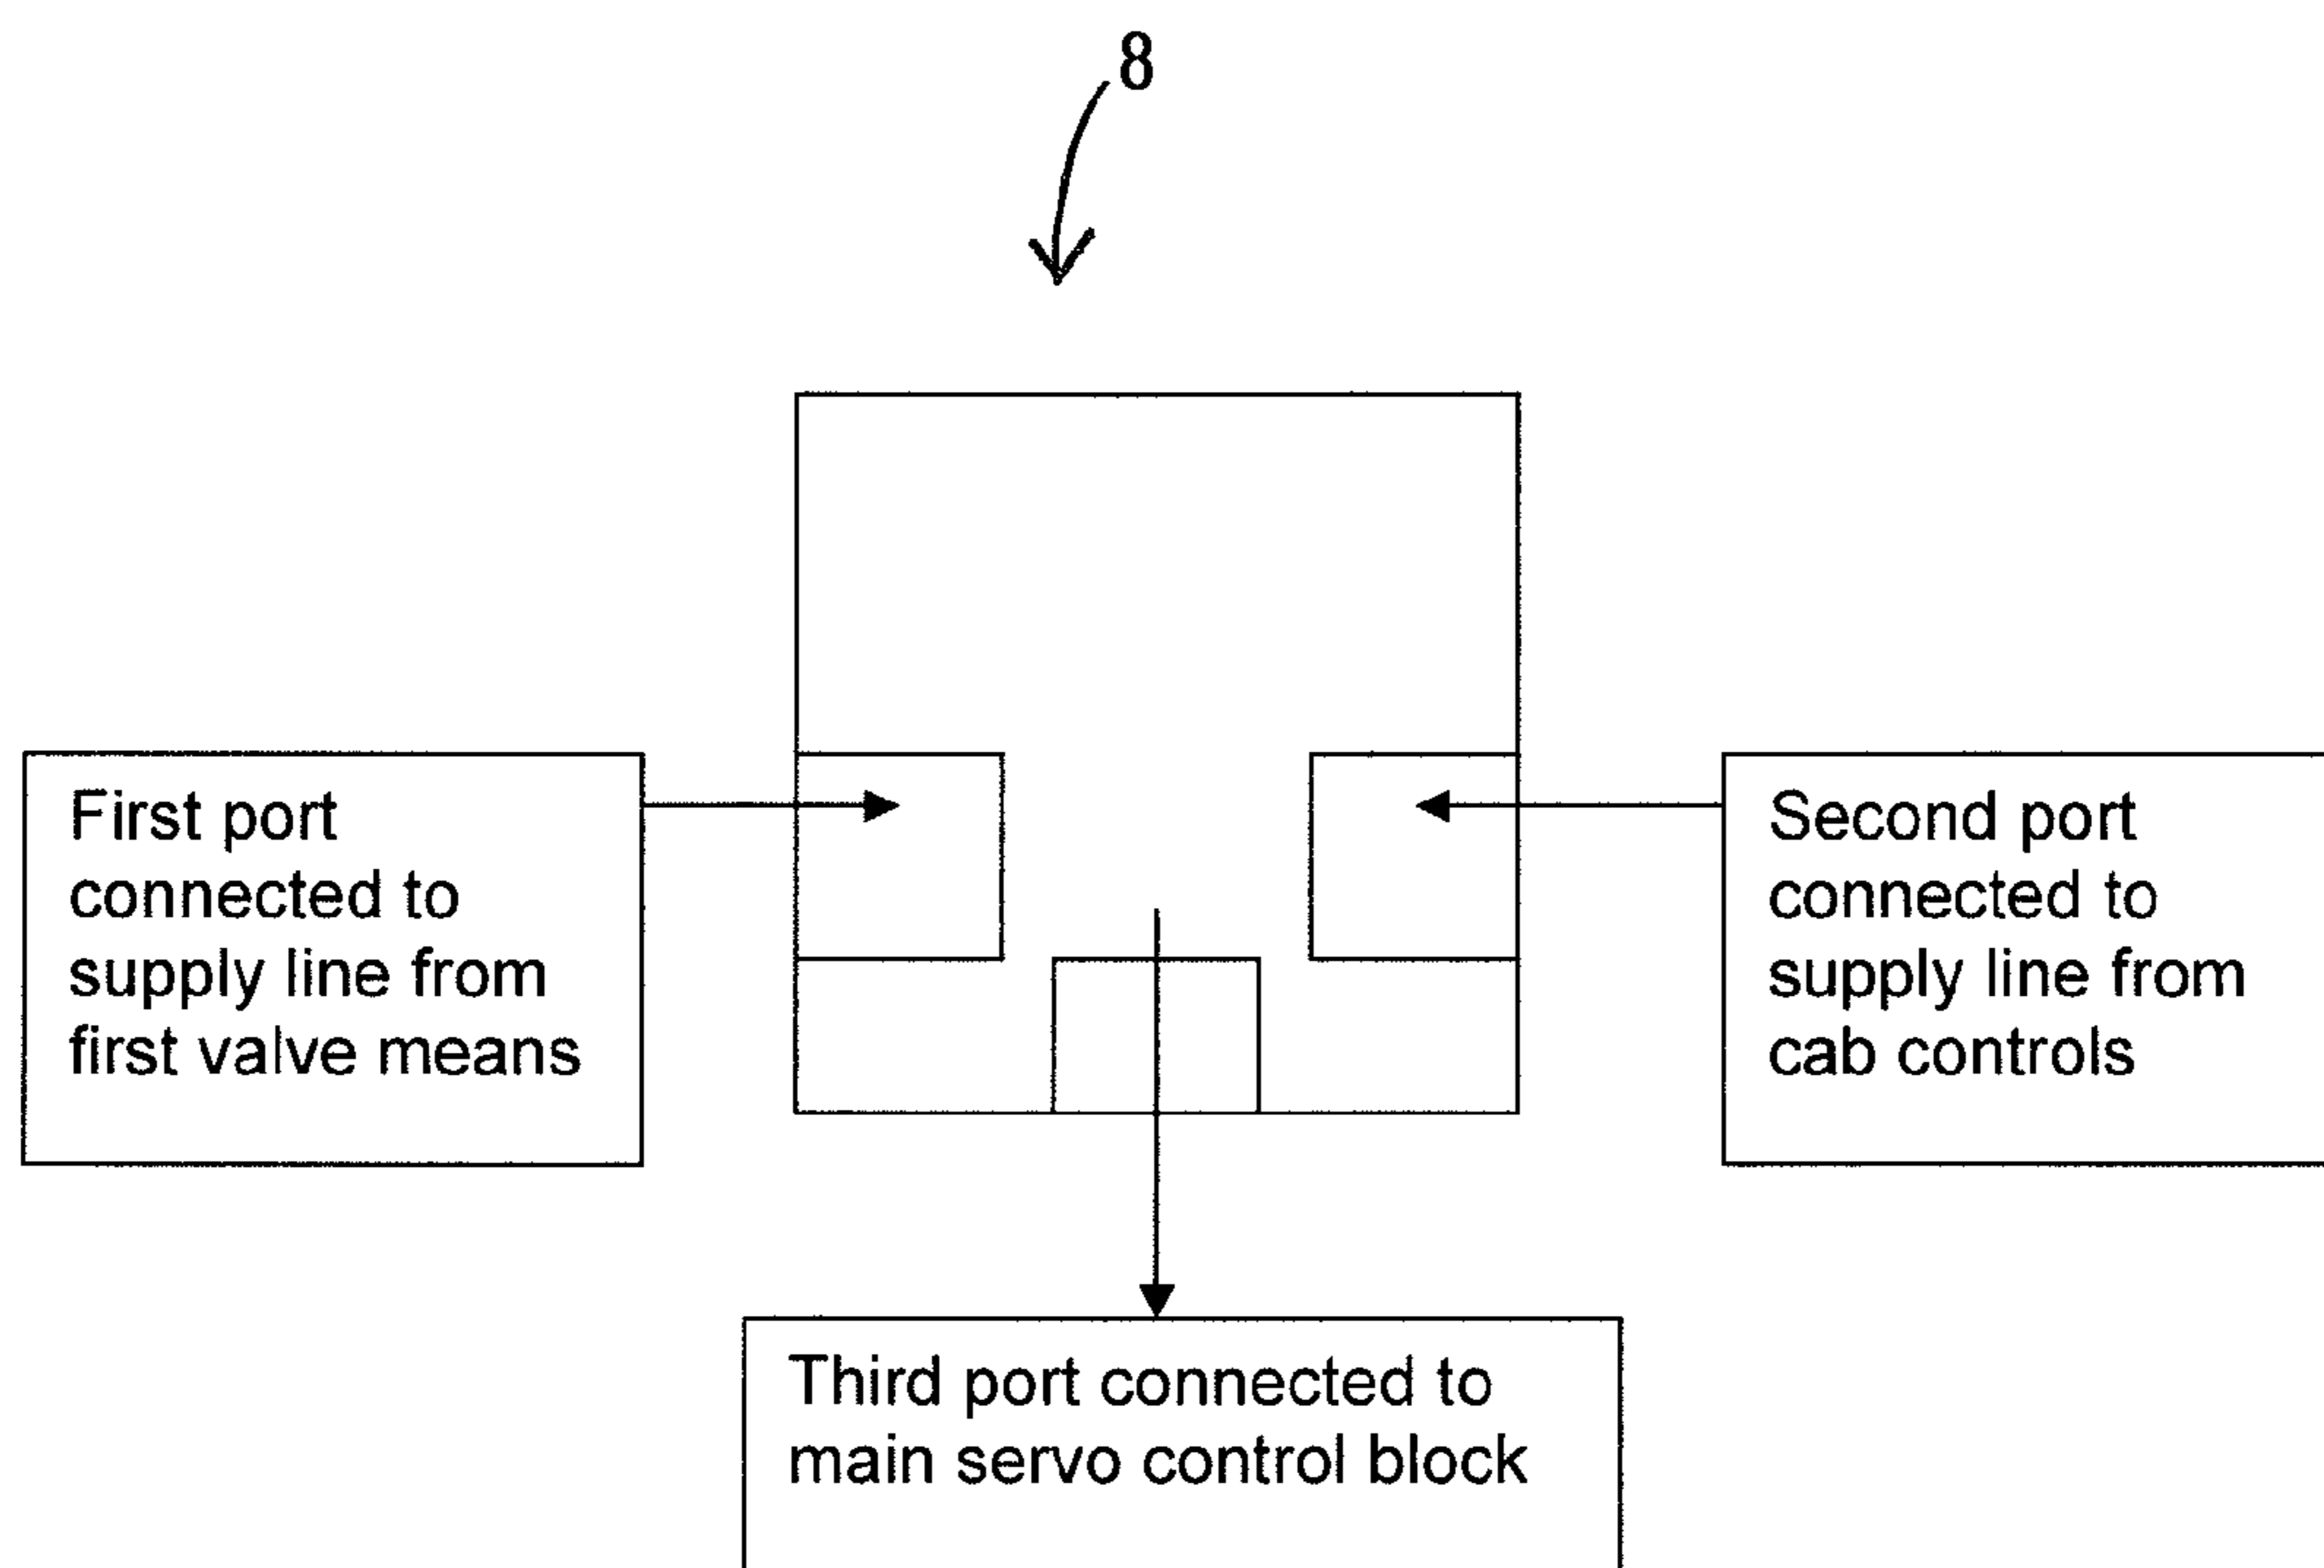 8
First port
connected to
supply line from
first valve means
Second port
connected to
supply line from
cab controls
Third port connected to
main servo control block